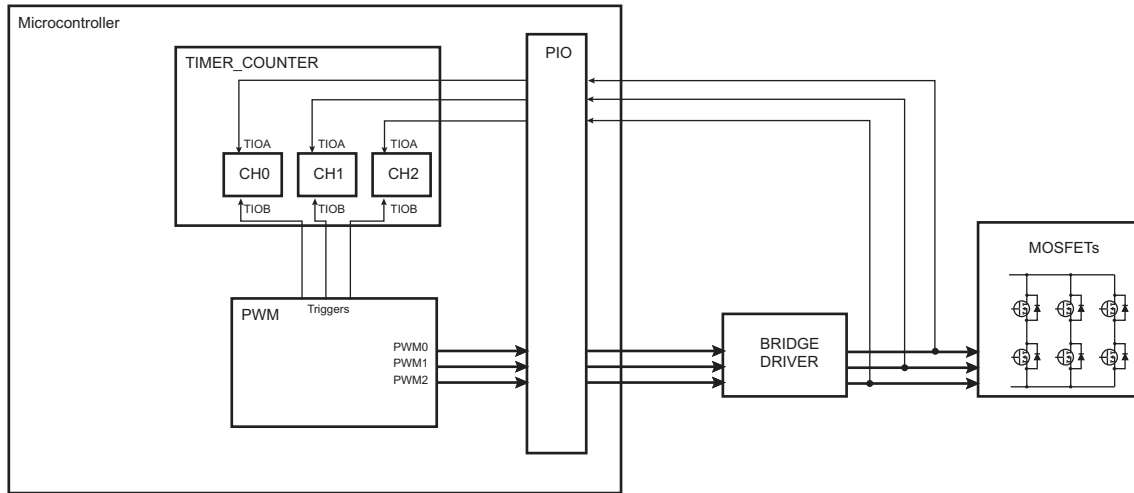 Microcontroller
TIMER_COUNTER
PIO
TIOA
TIOA
TIOA
CH0
CH1
CH2
TIOB
TIOB
TIOB
MOSFETs
Triggers
PWM
PWM0
PWM1
PWM2
BRIDGE
DRIVER